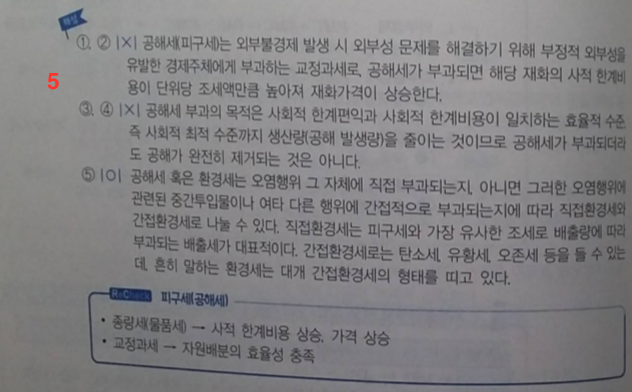 해설
①, ② |×| 공해세(피구세)는 외부불경제 발생 시 외부성 문제를 해결하기 위해 부정적 외부성을
유발한 경제주체에게 부과하는 교정과세로, 공해세가 부과되면 해당 재화의 사적 한계비
용이 단위당 조세액만큼 높아져 재화가격이 상승한다.
5
③, ④ |×| 공해세 부과의 목적은 사회적 한계편익과 사회적 한계비용이 일치하는 효율적 수준,
즉 사회적 최적 수준까지 생산량(공해 발생량)을 줄이는 것이므로 공해세가 부과되더라
도 공해가 완전히 제거되는 것은 아니다.
⑤ |○| 공해세 혹은 환경세는 오염행위 그 자체에 직접 부과되는지, 아니면 그러한 오염행위에
관련된 중간투입물이나 여타 다른 행위에 간접적으로 부과되는지에 따라 직접환경세와
간접환경세로 나눌 수 있다. 직접환경세는 피구세와 가장 유사한 조세로 배출량에 따라
부과되는 배출세가 대표적이다. 간접환경세로는 탄소세, 유황세, 오존세 등을 들 수 있는
데, 흔히 말하는 환경세는 대개 간접환경세의 형태를 띠고 있다.
ReCheck 피구세(공해세)
• 중량세(물품세) → 사적 한계비용 상승, 가격 상승
• 교정과세 → 자원배분의 효율성 충족